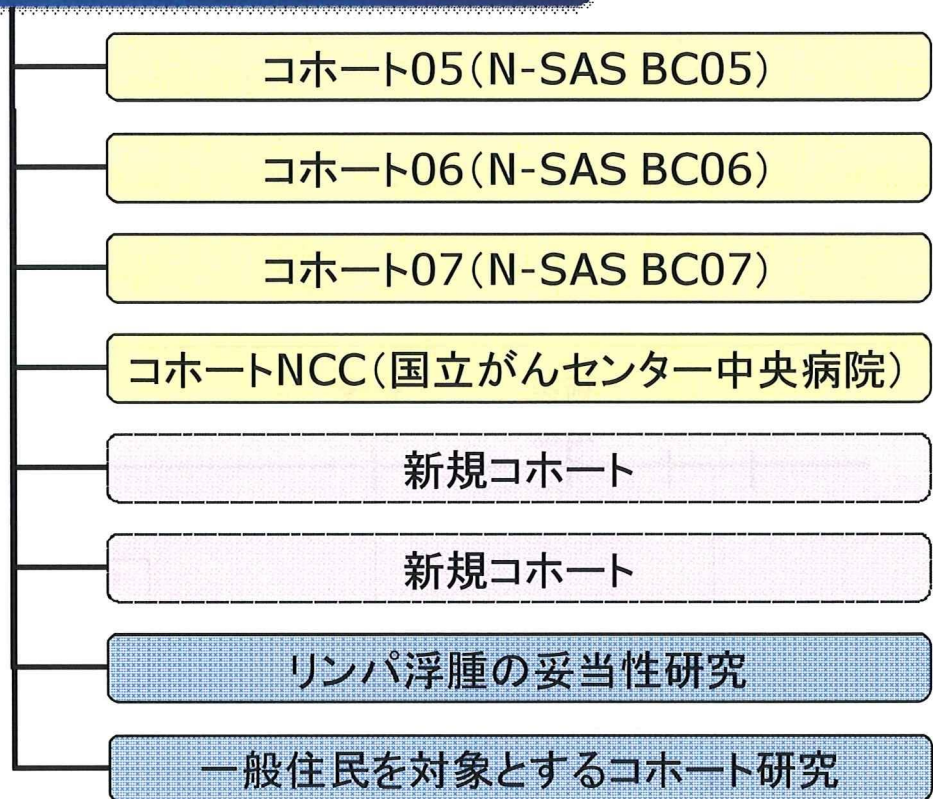 コホート05(N-SAS BC05)
コホート06(N-SAS BC06)
コホート07(N-SAS BC07)
コホートNCC(国立がんセンター中央病院)
新規コホート
新規コホート
リンパ浮腫の妥当性研究
一般住民を対象とするコホート研究